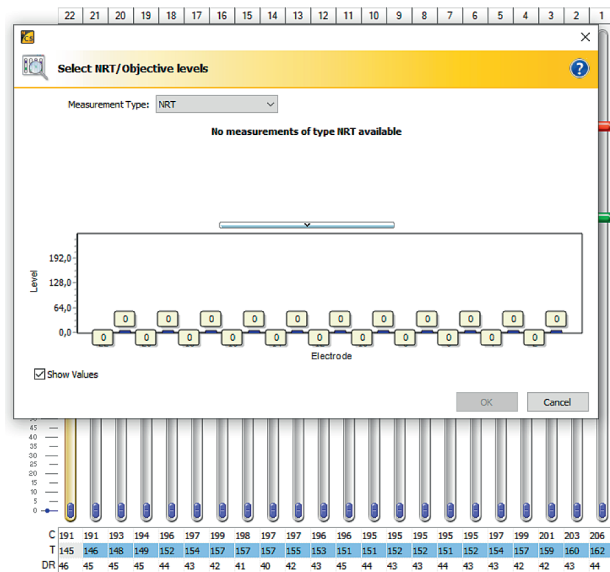 22 21 20 19 18 17 16 15 14 13 12 11 10 9 8 7 6 5 4 3 2 1
CS
Select NRT/Objective levels
?
Measurement Type: NRT
No measurements of type NRT available
Level
192,0
128,0
64,0
0,0
0 0 0 0 0 0 0 0 0 0 0
0 0 0 0 0 0 0 0 0 0 0
Electrode
Show Values
OK Cancel
45
40
35
30
25
20
15
10
5
0
C 191 191 193 194 196 197 199 198 197 197 196 196 195 195 195 195 195 197 199 201 203 206
T 145 146 148 149 152 154 157 157 157 155 153 151 151 152 152 151 152 154 157 159 160 162
DR 46 45 45 45 44 43 42 41 40 42 43 45 44 43 43 44 43 43 42 42 43 44